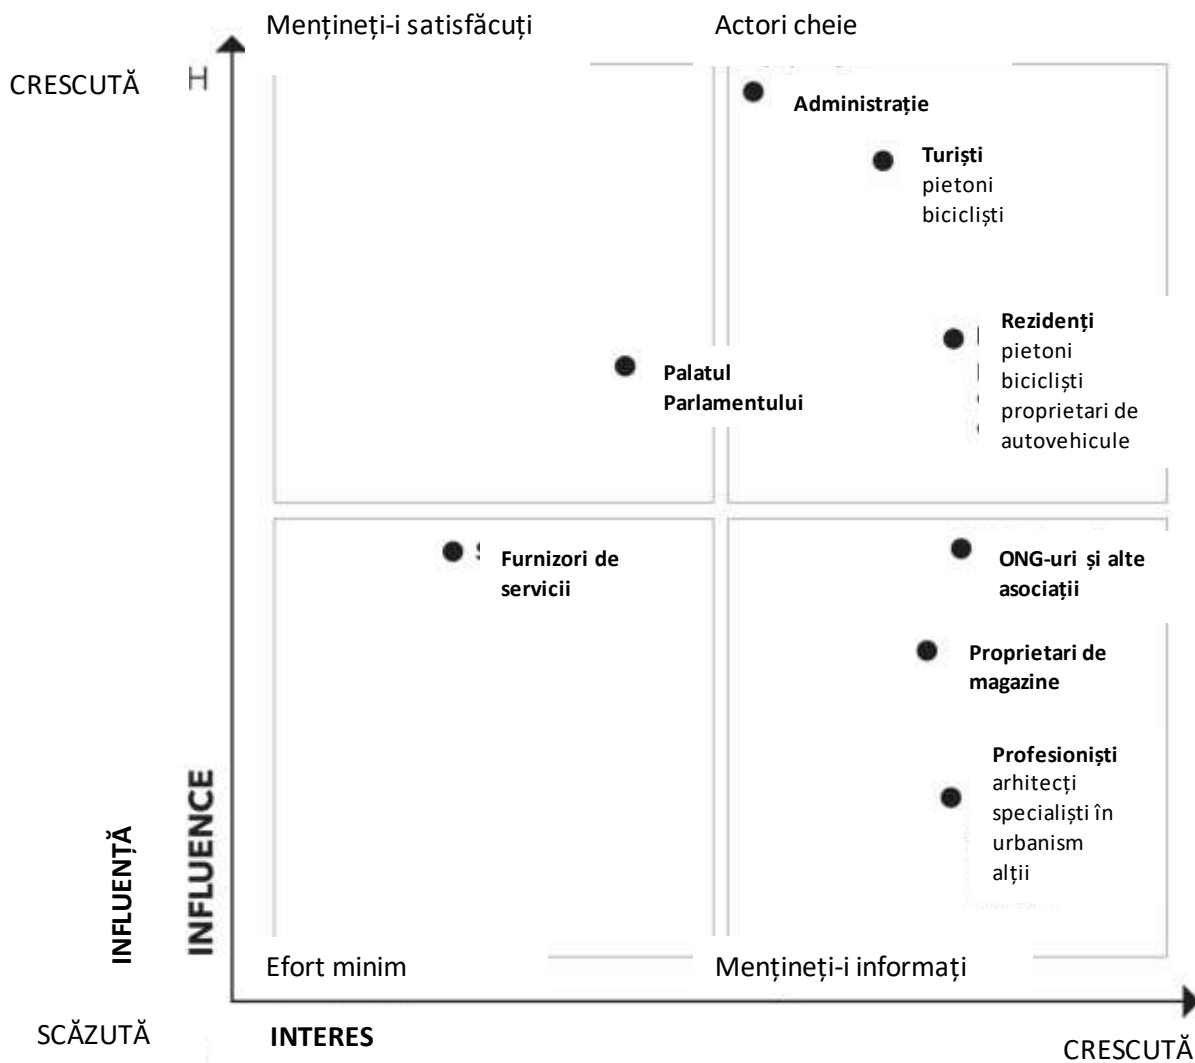 Mențineți-i satisfăcuți
Actori cheie
CRESCUTĂ
H
Administrație
Turiști
pietoni
bicicliști
Rezidenți
pietoni
bicicliști
proprietari de
autovehicule
Palatul
Parlamentului
Furnizori de
servicii
ONG-uri și alte
asociații
Proprietari de
magazine
Profesioniști
arhitecți
specialiști în
urbanism
alții
INFLUENȚĂ
INFLUENCE
Efort minim
Mențineți-i informați
SCĂZUTĂ
INTERES
CRESCUTĂ